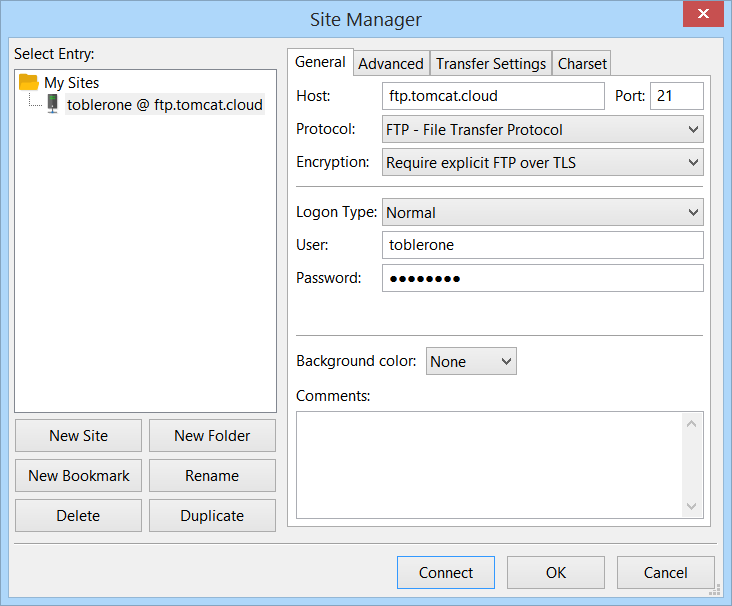 Site Manager
Select Entry:
My Sites
toblerone @ ftp.tomcat.cloud
New Site
New Folder
New Bookmark
Rename
Delete
Duplicate
General Advanced Transfer Settings Charset
Host: ftp.tomcat.cloud Port: 21
Protocol: FTP - File Transfer Protocol
Encryption: Require explicit FTP over TLS
Logon Type: Normal
User: toblerone
Password: ●●●●●●●●
Background color: None
Comments:
Connect OK Cancel